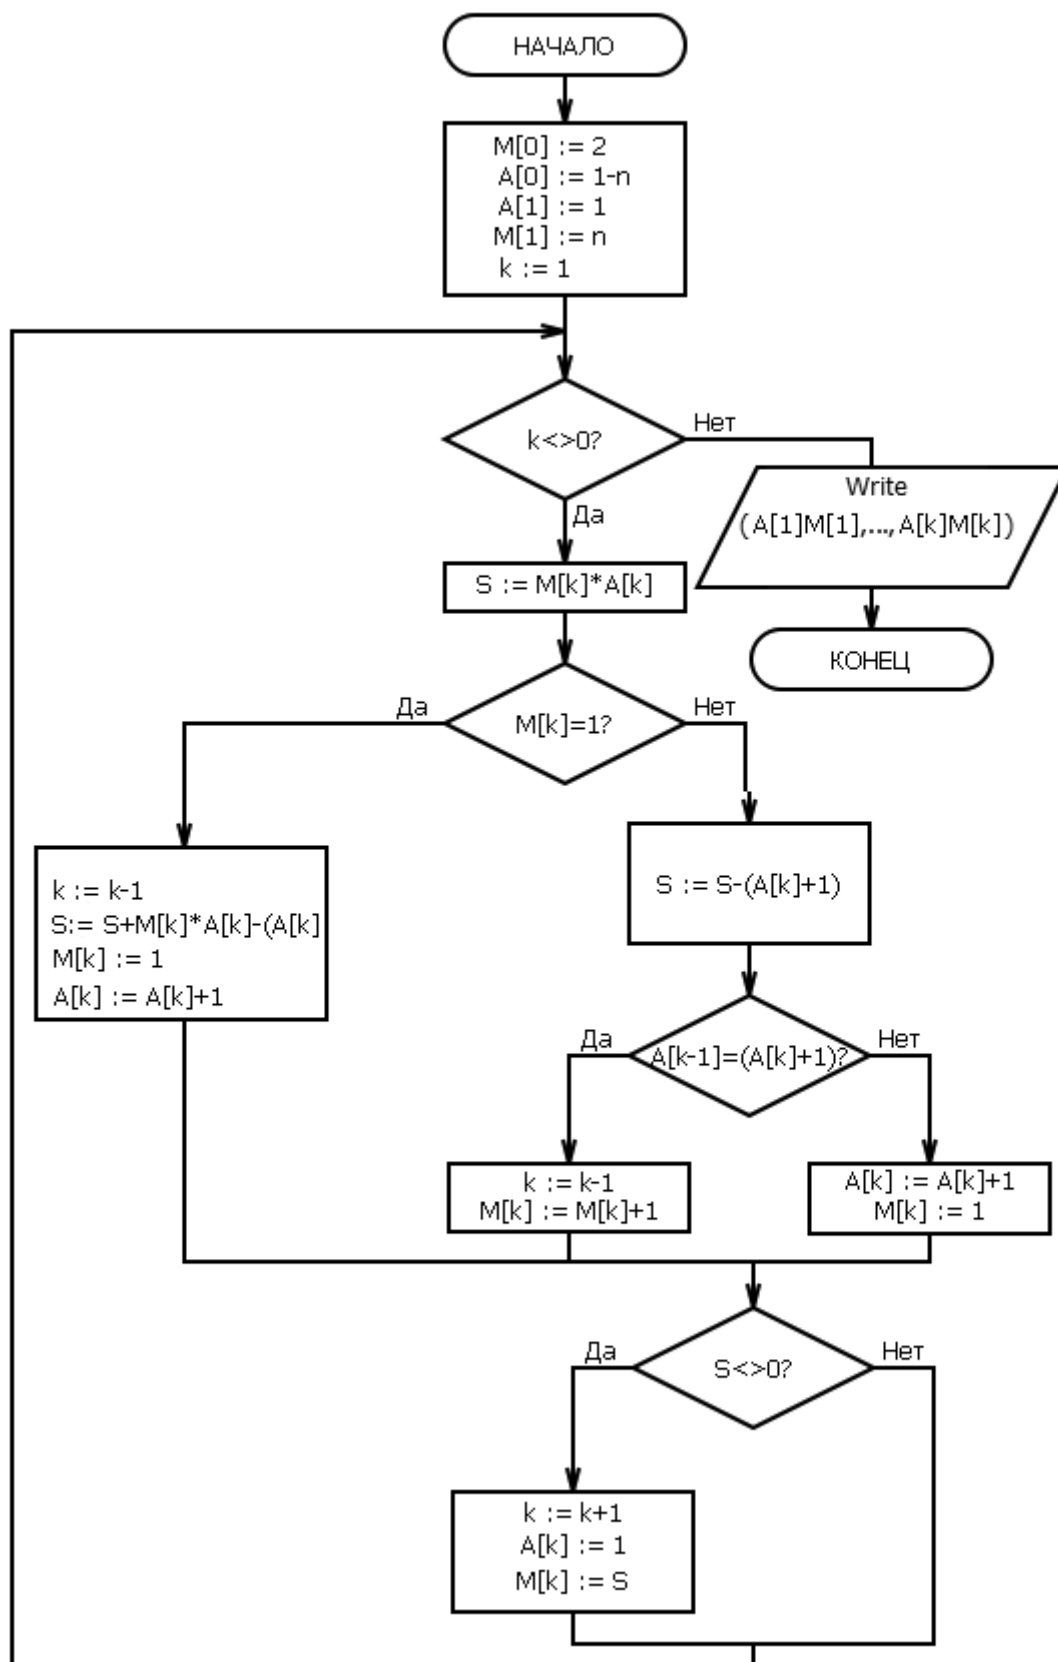 НАЧАЛО
M[0] := 2
A[0] := 1-n
A[1] := 1
M[1] := n
k := 1
k<>0?
Нет
Да
Write
(A[1]M[1],...,A[k]M[k])
S := M[k]*A[k]
КОНЕЦ
Да
M[k]=1?
Нет
k := k-1
S:= S+M[k]*A[k]-(A[k]
M[k] := 1
A[k] := A[k]+1
S := S-(A[k]+1)
Да
A[k-1]=(A[k]+1)?
Нет
k := k-1
M[k] := M[k]+1
A[k] := A[k]+1
M[k] := 1
Да
S<>0?
Нет
k := k+1
A[k] := 1
M[k] := S